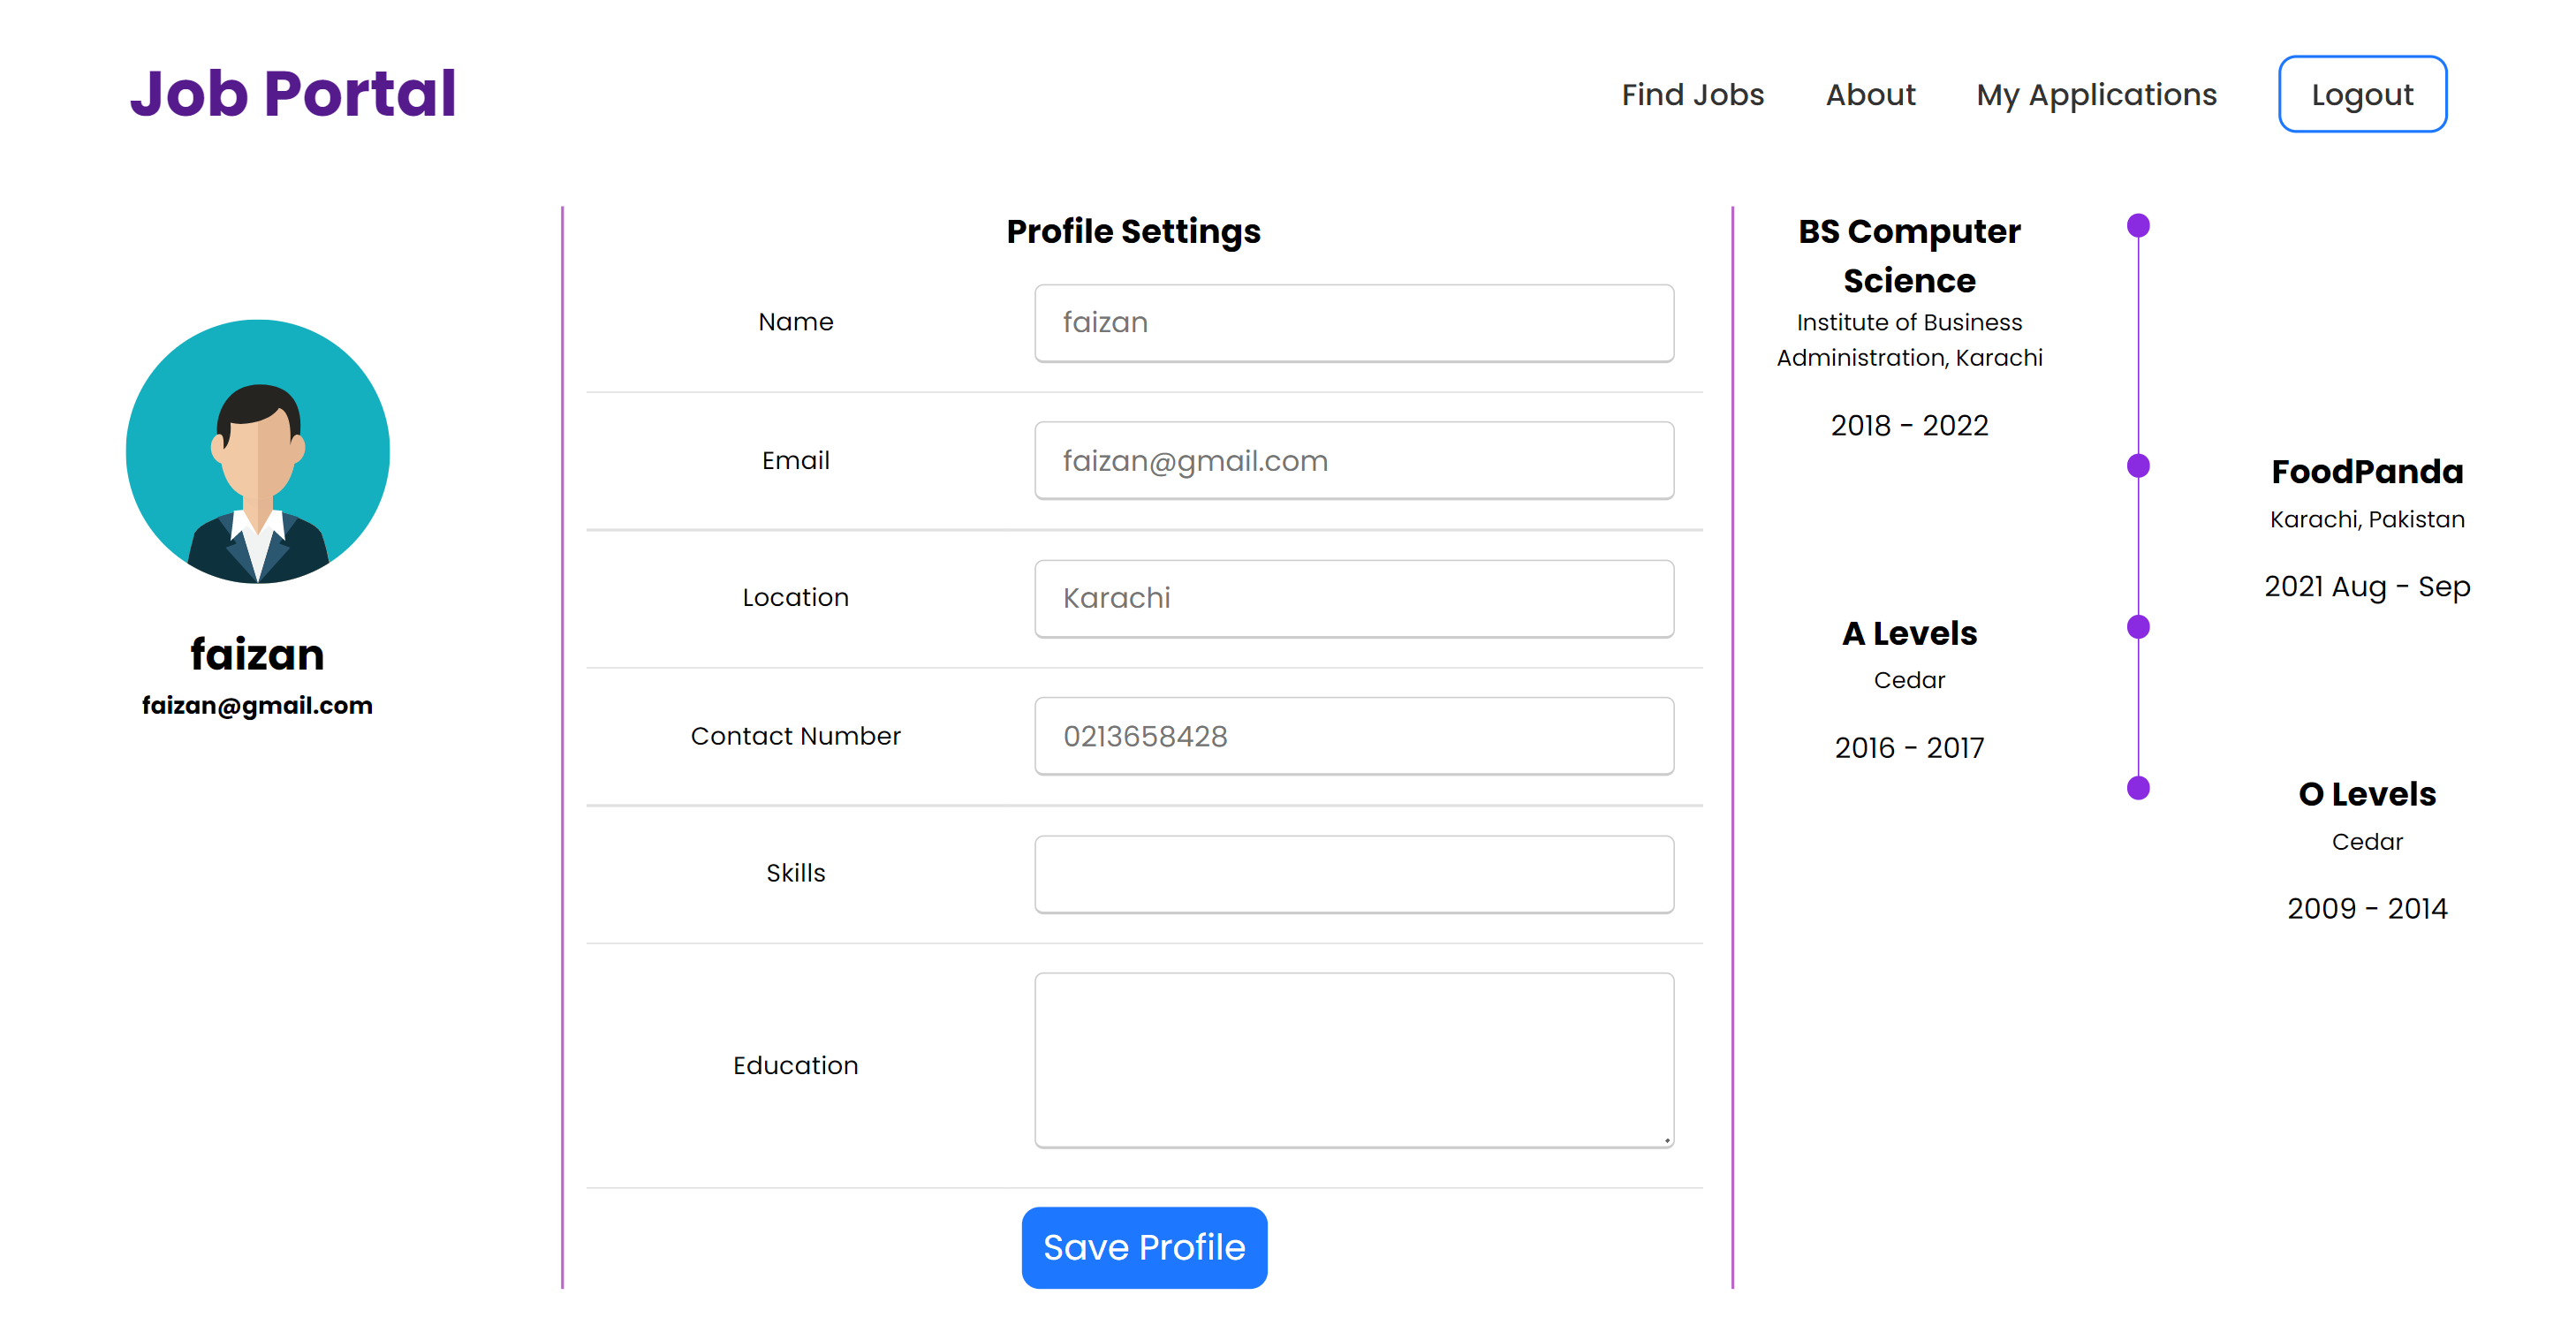 Job Portal
Find Jobs
About
My Applications
Logout
faizan
faizan@gmail.com
Profile Settings
Name
faizan
Email
faizan@gmail.com
Location
Karachi
Contact Number
0213658428
Skills
Education
Save Profile
BS Computer
Science
Institute of Business
Administration, Karachi
2018 - 2022
FoodPanda
Karachi, Pakistan
2021 Aug - Sep
A Levels
Cedar
2016 - 2017
O Levels
Cedar
2009 - 2014